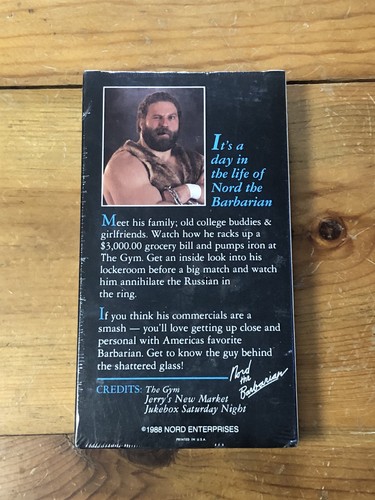 It's a
day in
the life of
Nord the
Barbarian
Meet his family; old college buddies &
girlfriends. Watch how he racks up a
$3,000.00 grocery bill and pumps iron at
The Gym. Get an inside look into his
lockeroom before a big match and watch
him annihilate the Russian in
the ring.
If you think his commercials are a
smash — you'll love getting up close and
personal with Americas favorite
Barbarian. Get to know the guy behind
the shattered glass!
Nord
the
Barbarian
CREDITS: The Gym
Jerry's New Market
Jukebox Saturday Night
©1988 NORD ENTERPRISES
PRINTED IN U.S.A.